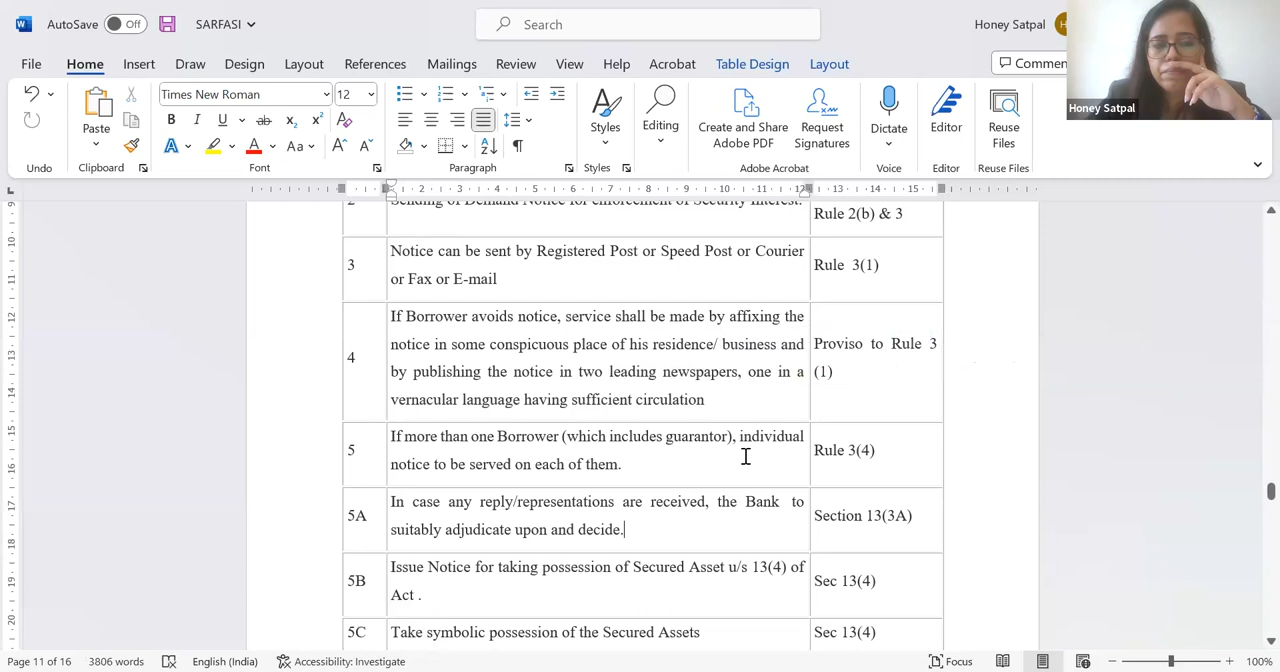 AutoSave Off SARFASI Search Honey Satpal
File Home Insert Draw Design Layout References Mailings Review View Help Acrobat Table Design Layout
Times New Roman 12
Paste Styles Editing Create and Share Adobe PDF Request Signatures Dictate Editor Reuse Files
Undo Clipboard Font Paragraph Styles Adobe Acrobat Voice Editor Reuse Files
Honey Satpal
2 Sending of Demand Notice for enforcement of Security Interest.
Rule 2(b) & 3
3 Notice can be sent by Registered Post or Speed Post or Courier
or Fax or E-mail
Rule 3(1)
4 If Borrower avoids notice, service shall be made by affixing the
notice in some conspicuous place of his residence/ business and
by publishing the notice in two leading newspapers, one in a
vernacular language having sufficient circulation
Proviso to Rule 3
(1)
5 If more than one Borrower (which includes guarantor), individual
notice to be served on each of them.
Rule 3(4)
5A In case any reply/representations are received, the Bank to
suitably adjudicate upon and decide.
Section 13(3A)
5B Issue Notice for taking possession of Secured Asset u/s 13(4) of
Act .
Sec 13(4)
5C Take symbolic possession of the Secured Assets Sec 13(4)
Page 11 of 16 3806 words English (India) Accessibility: Investigate Focus 100%